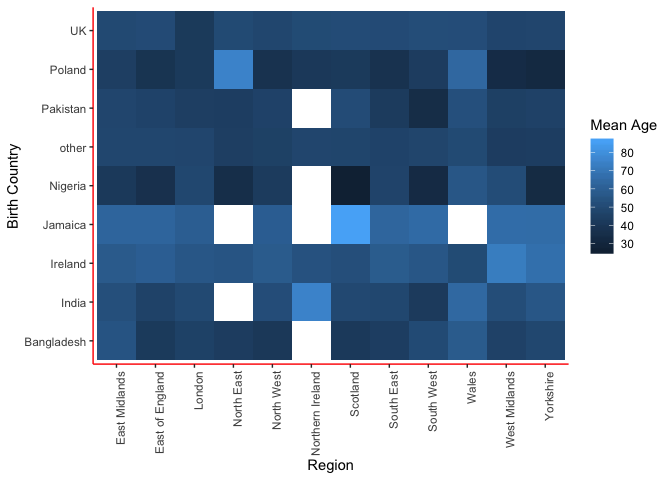 Birth Country
UK
Poland
Pakistan
other
Nigeria
Jamaica
Ireland
India
Bangladesh
East Midlands
East of England
London
North East
North West
Northern Ireland
Scotland
South East
South West
Wales
West Midlands
Yorkshire
Region
Mean Age
80
70
60
50
40
30